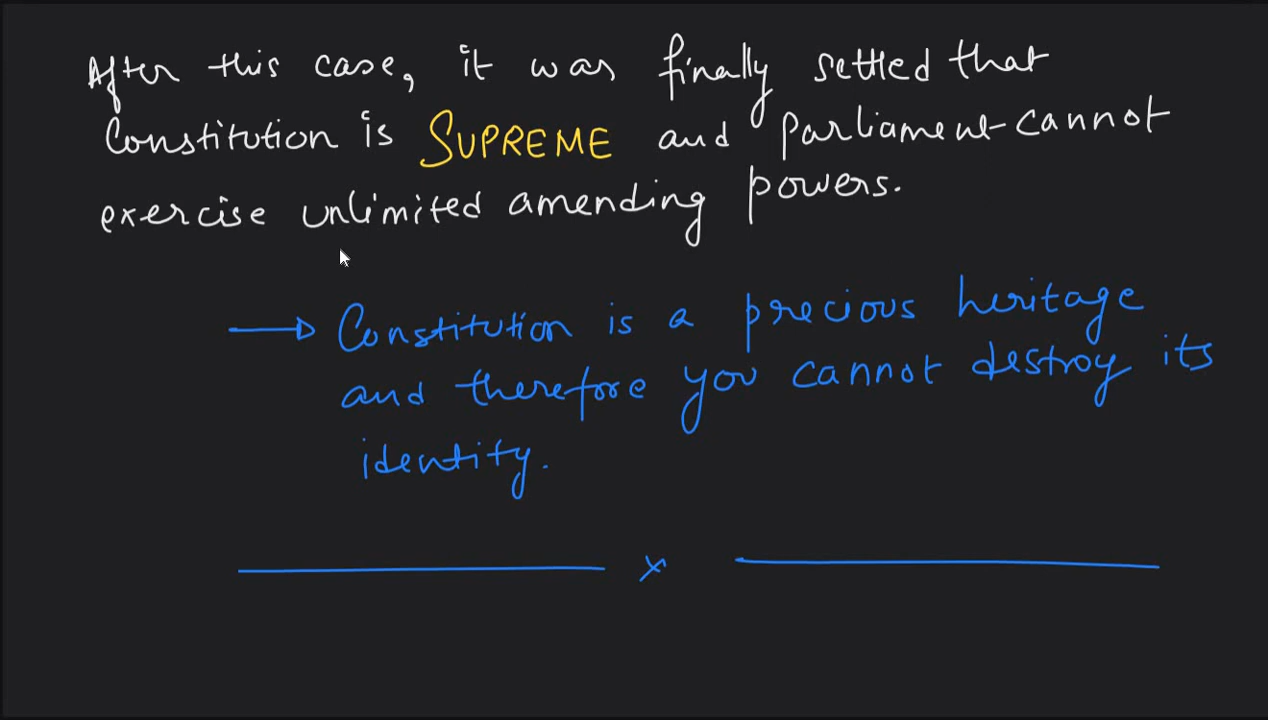 After this case, it was finally settled that
Constitution is SUPREME and parliament cannot
exercise unlimited amending powers.
Constitution is a precious heritage
and therefore you cannot destroy its
identity.